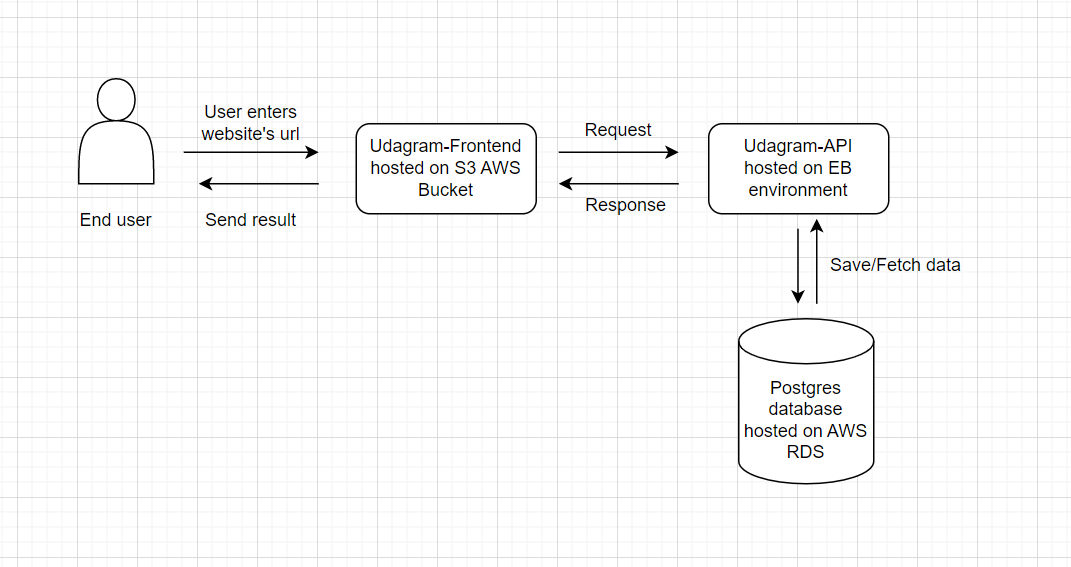 User enters
website's url
Udagram-Frontend
hosted on S3 AWS
Bucket
Request
Response
Udagram-API
hosted on EB
environment
End user
Send result
Save/Fetch data
Postgres
database
hosted on AWS
RDS